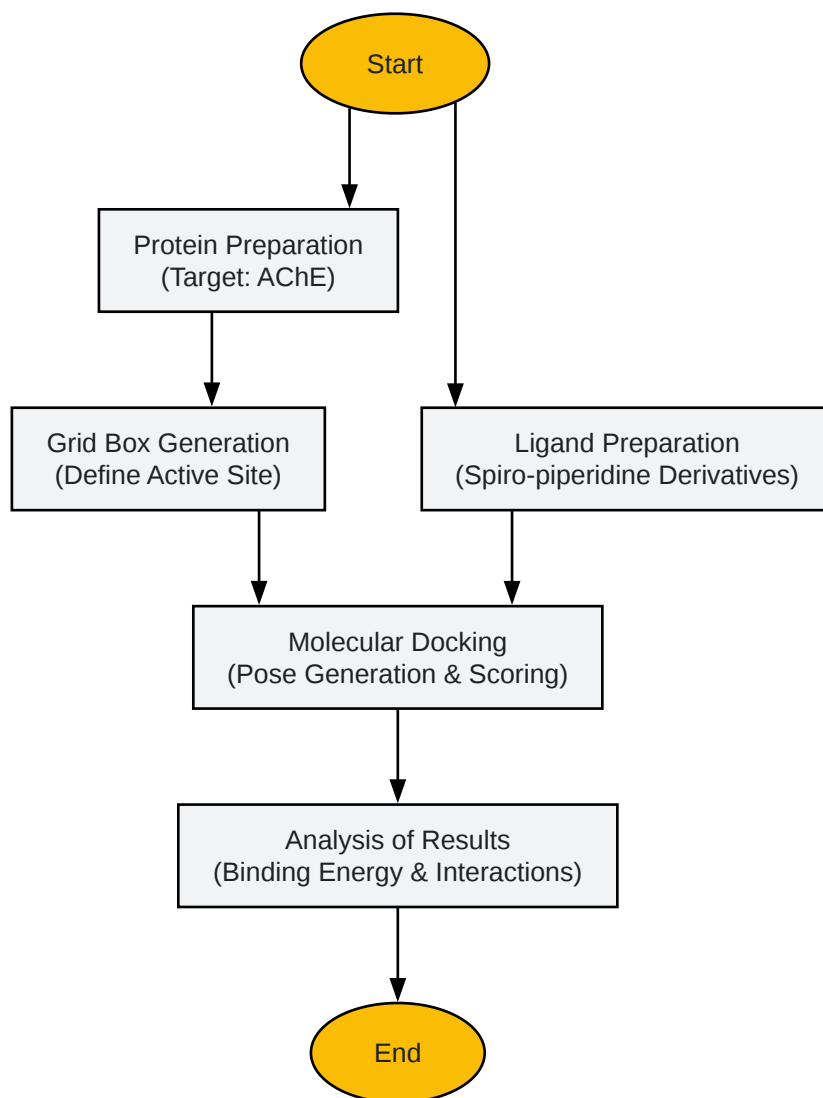 Start
Protein Preparation
(Target: AChE)
Grid Box Generation
(Define Active Site)
Ligand Preparation
(Spiro-piperidine Derivatives)
Molecular Docking
(Pose Generation & Scoring)
Analysis of Results
(Binding Energy & Interactions)
End